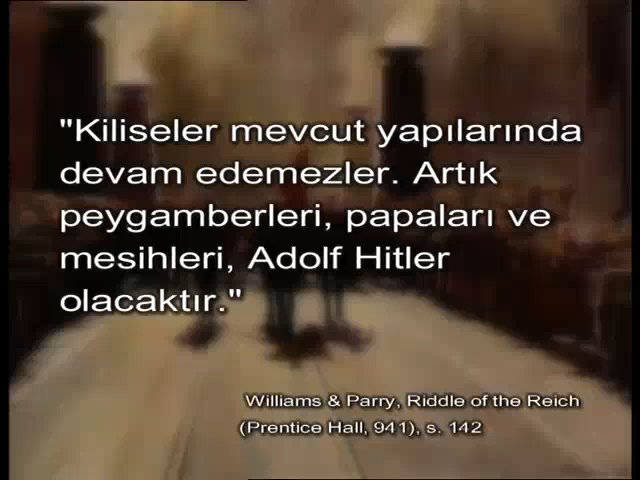 "Kiliseler mevcut yapılarında
devam edemezler. Artık
peygamberleri, papaları ve
mesihleri, Adolf Hitler
olacaktır."
Williams & Parry, Riddle of the Reich
(Prentice Hall, 941), s. 142